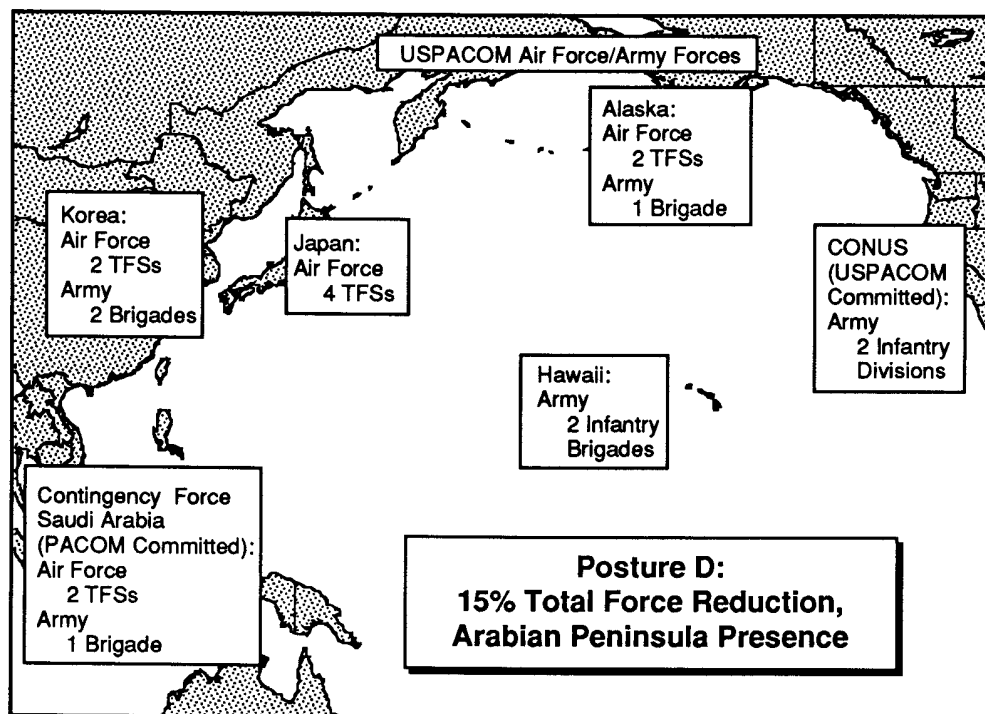 USPACOM Air Force/Army Forces
Alaska:
Air Force
2 TFSs
Army
1 Brigade
Korea:
Air Force
2 TFSs
Army
2 Brigades
Japan:
Air Force
4 TFSs
CONUS
(USPACOM
Committed):
Army
2 Infantry
Divisions
Hawaii:
Army
2 Infantry
Brigades
Contingency Force
Saudi Arabia
(PACOM Committed):
Air Force
2 TFSs
Army
1 Brigade
Posture D:
15% Total Force Reduction,
Arabian Peninsula Presence